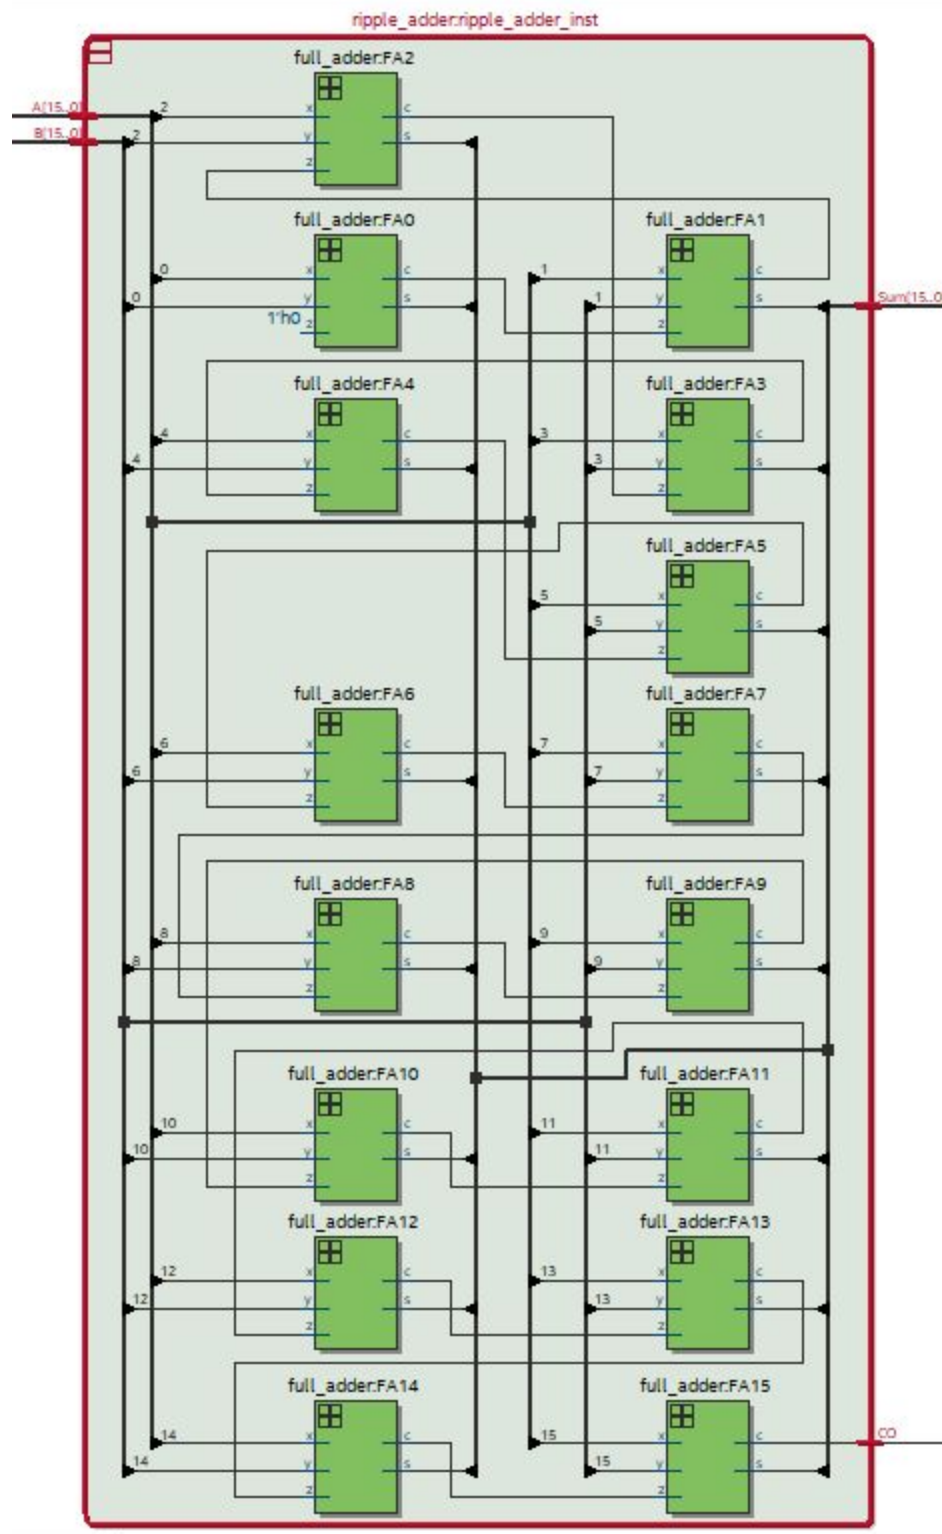 ripple_adder:ripple_adder_inst
full_adder:FA2
A[15..0]
2
x
c
B[15..0]
2
y
s
z
full_adder:FA0
full_adder:FA1
0
x
c
1
x
c
0
y
s
1
y
s
Sum[15..0
1'h0
z
z
full_adder:FA4
full_adder:FA3
4
x
c
3
x
c
4
y
s
3
y
s
z
z
full_adder:FA5
5
x
c
5
y
s
z
full_adder:FA6
full_adder:FA7
6
x
c
7
x
c
6
y
s
7
y
s
z
z
full_adder:FA8
full_adder:FA9
8
x
c
9
x
c
8
y
s
9
y
s
z
z
full_adder:FA10
full_adder:FA11
10
x
c
11
x
c
10
y
s
11
y
s
z
z
full_adder:FA12
full_adder:FA13
12
x
c
13
x
c
12
y
s
13
y
s
z
z
full_adder:FA14
full_adder:FA15
14
x
c
15
x
c
CO
14
y
s
15
y
s
z
z